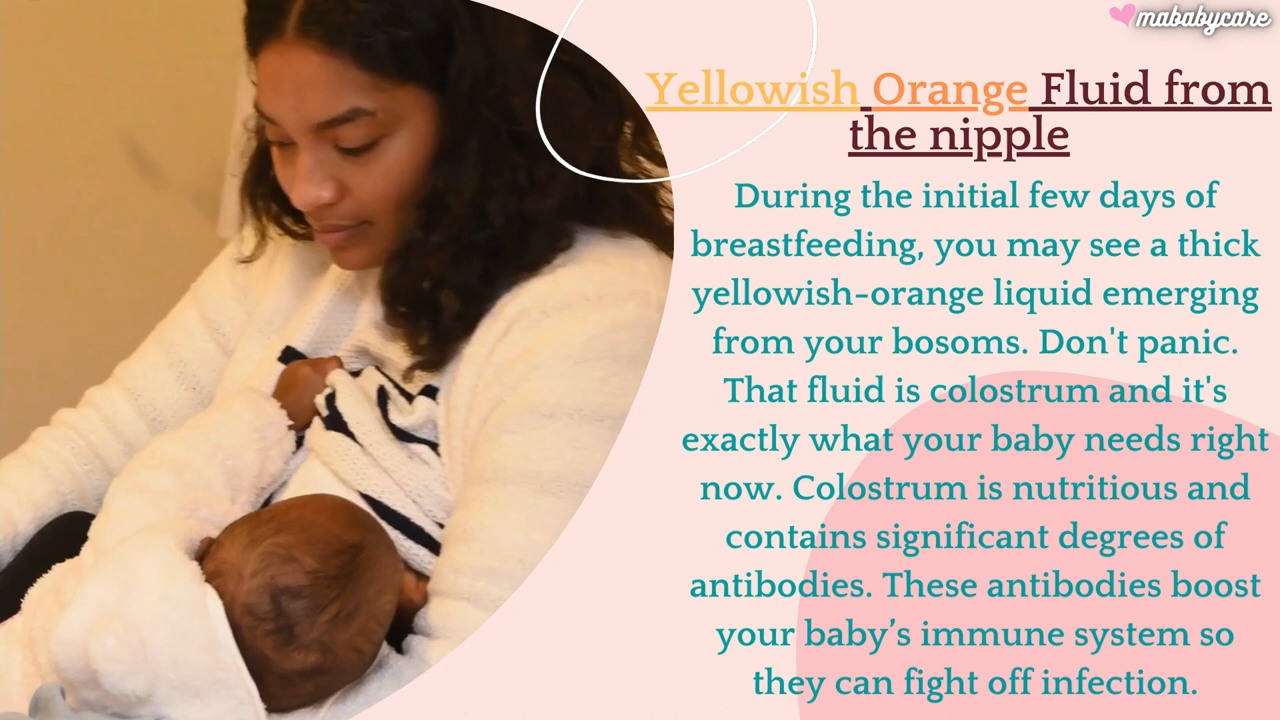 mababycare
Yellowish Orange Fluid from
the nipple
During the initial few days of
breastfeeding, you may see a thick
yellowish-orange liquid emerging
from your bosoms. Don't panic.
That fluid is colostrum and it's
exactly what your baby needs right
now. Colostrum is nutritious and
contains significant degrees of
antibodies. These antibodies boost
your baby’s immune system so
they can fight off infection.